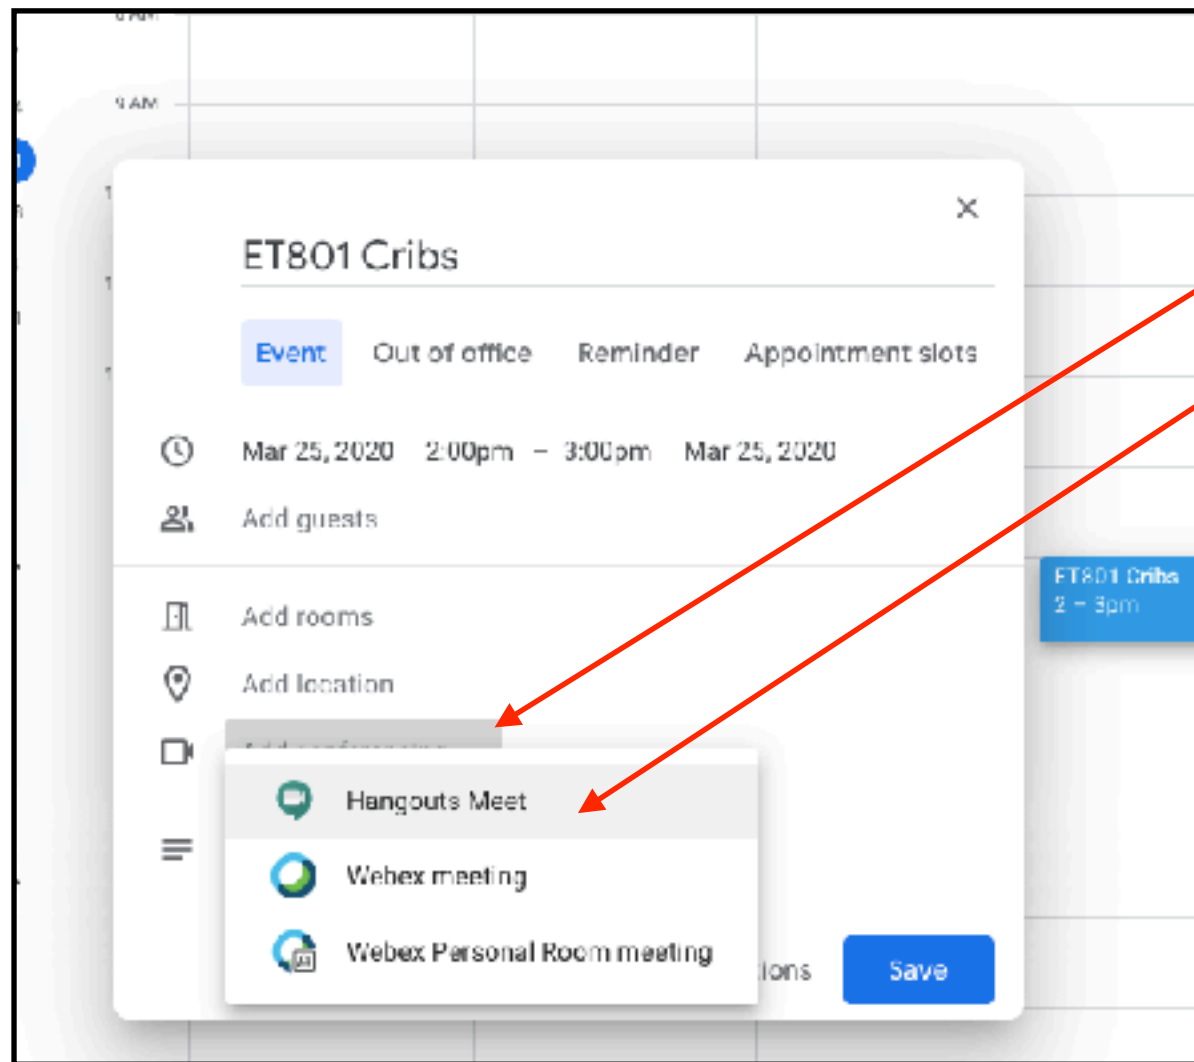 9 AM
ET801 Cribs
Event Out of office Reminder Appointment slots
Mar 25, 2020 2:00pm – 3:00pm Mar 25, 2020
Add guests
Add rooms
ET801 Cribs
2 – 3pm
Add location
Hangouts Meet
Webex meeting
Webex Personal Room meeting
Save